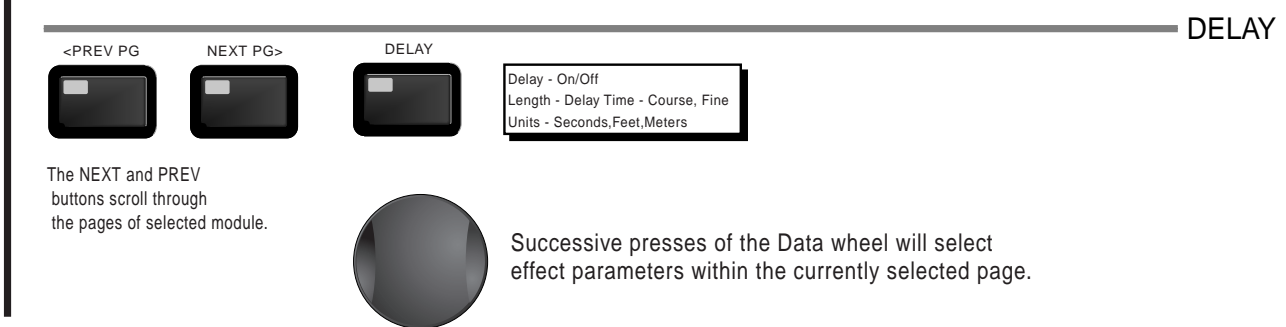 DELAY
<PREV PG
NEXT PG>
DELAY
Delay - On/Off
Length - Delay Time - Course, Fine
Units - Seconds,Feet,Meters
The NEXT and PREV
buttons scroll through
the pages of selected module.
Successive presses of the Data wheel will select
effect parameters within the currently selected page.